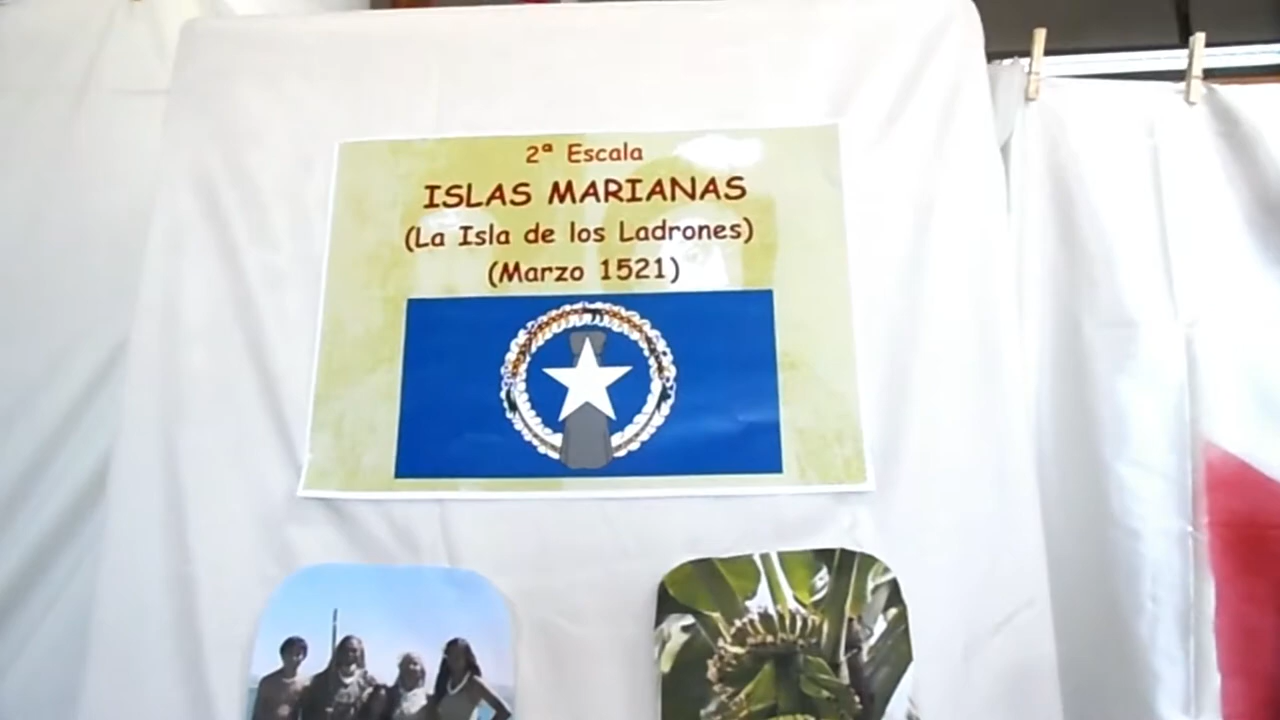 2ª Escala
ISLAS MARIANAS
(La Isla de los Ladrones)
(Marzo 1521)